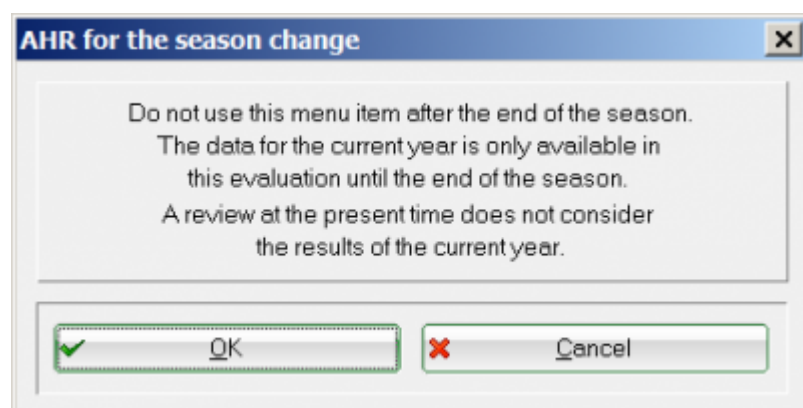 AHR for the season change
Do not use this menu item after the end of the season.
The data for the current year is only available in
this evaluation until the end of the season.
A review at the present time does not consider
the results of the current year.
OK
Cancel